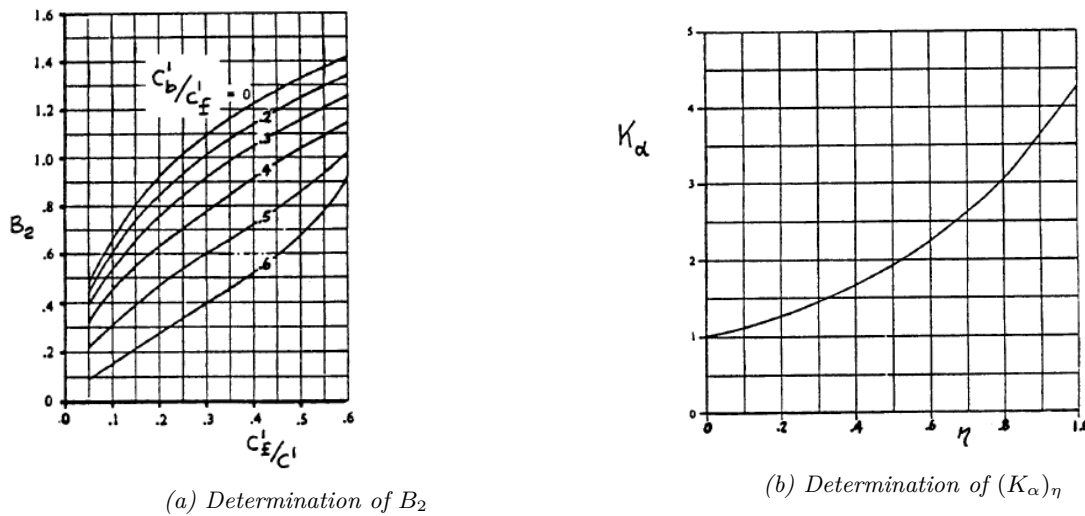 1.6
1.4
1.2
1.0
.8
.6
.4
.2
0
B2
C'b/C'f = 0
.2
.3
.4
.5
.6
.0 .1 .2 .3 .4 .5 .6
C'f/C'
(a) Determination of B2
5
4
3
2
1
0
Kα
0 .2 .4 .6 .8 1.0
η
(b) Determination of (Kα)η